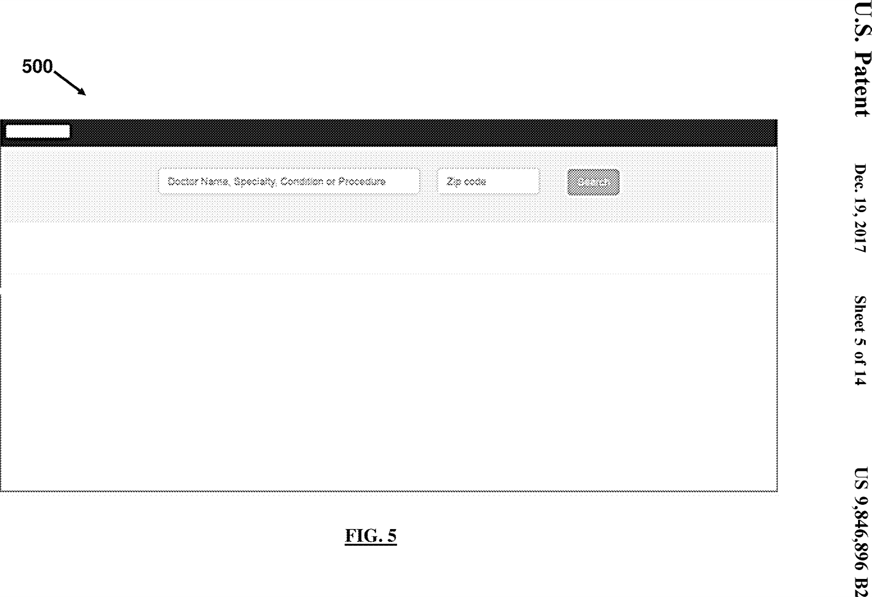 U.S. Patent Dec. 19, 2017 Sheet 5 of 14 US 9,846,896 B2
500
Doctor Name, Specialty, Condition or Procedure Zip code Search
FIG. 5